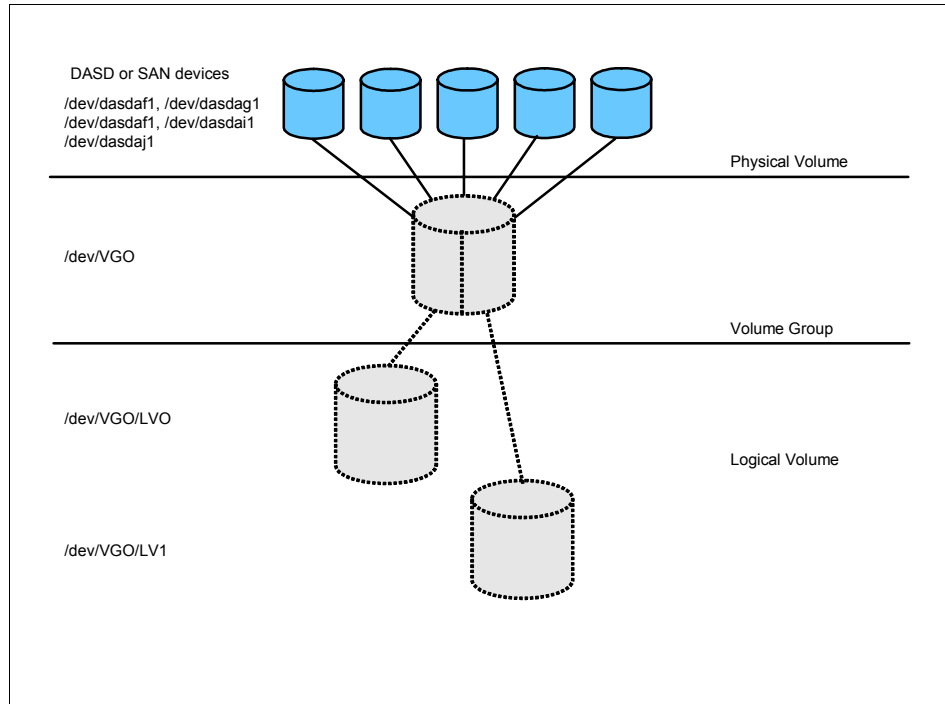 DASD or SAN devices
/dev/dasdaf1, /dev/dasdag1
/dev/dasdaf1, /dev/dasdai1
/dev/dasdaj1
Physical Volume
/dev/VGO
Volume Group
/dev/VGO/LVO
Logical Volume
/dev/VGO/LV1